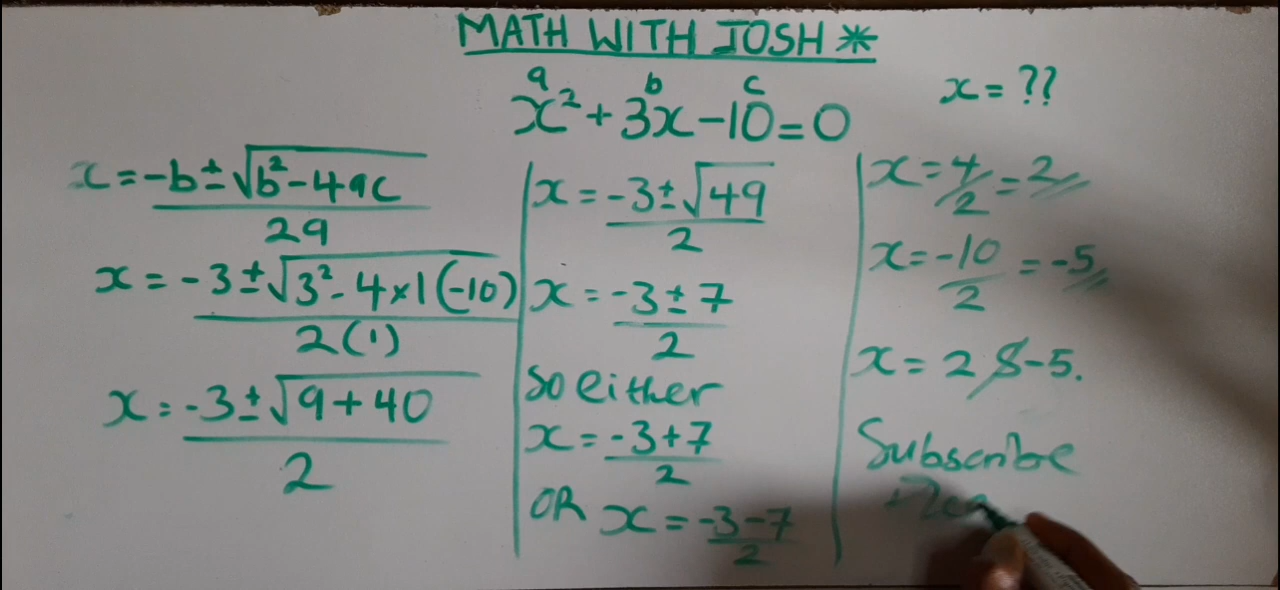 MATH WITH JOSH *
a b c
x² + 3x - 10 = 0
x = ??
x = -b ± √b² - 4ac
2a
x = -3 ± √3² - 4 × 1(-10)
2(1)
x = -3 ± √9 + 40
2
x = -3 ± √49
2
x = -3 ± 7
2
So either
x = -3 + 7
2
OR x = -3 - 7
2
x = 4/2 = 2
x = -10/2 = -5
x = 2 & -5.
Subscribe